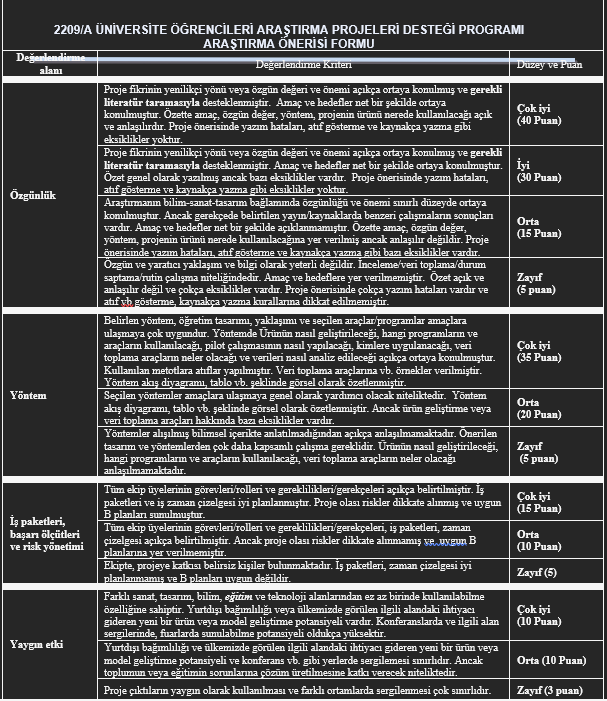 2209/A ÜNİVERSİTE ÖĞRENCİLERİ ARAŞTIRMA PROJELERİ DESTEĞİ PROGRAMI
ARAŞTIRMA ÖNERİSİ FORMU
Değerlendirme
alanı
Değerlendirme Kriteri
Düzey ve Puan
Özgünlük
Proje fikrinin yenilikçi yönü veya özgün değeri ve önemi açıkça ortaya konulmuş ve gerekli
literatür taramasıyla desteklenmiştir. Amaç ve hedefler net bir şekilde ortaya
konulmuştur. Özette amaç, özgün değer, yöntem, projenin ürünü nerede kullanılacağı açık
ve anlaşılırdır. Proje önerisinde yazım hataları, atıf gösterme ve kaynakça yazma gibi
eksiklikler yoktur.
Çok iyi
(40 Puan)
Proje fikrinin yenilikçi yönü veya özgün değeri ve önemi açıkça ortaya konulmuş ve gerekli
literatür taramasıyla desteklenmiştir. Amaç ve hedefler net bir şekilde ortaya konulmuştur.
Özet genel olarak yazılmış ancak bazı eksiklikler vardır. Proje önerisinde yazım hataları,
atıf gösterme ve kaynakça yazma gibi eksiklikler yoktur.
İyi
(30 Puan)
Araştırmanın bilim-sanat-tasarım bağlamında özgünlüğü ve önemi sınırlı düzeyde ortaya
konulmuştur. Ancak gerekçede belirtilen yayın/kaynaklarda benzeri çalışmaların sonuçları
vardır. Amaç ve hedefler net bir şekilde açıklanmamıştır. Özette amaç, özgün değer,
yöntem, projenin ürünü nerede kullanılacağına yer verilmiş ancak anlaşılır değildir. Proje
önerisinde yazım hataları, atıf gösterme ve kaynakça yazma gibi bazı eksiklikler vardır.
Orta
(15 Puan)
Özgün ve yaratıcı yaklaşım ve bilgi olarak yeterli değildir. İnceleme/veri toplama/durum
saptama/rutin çalışma niteliğindedir. Amaç ve hedeflere yer verilmemiştir. Özet açık ve
anlaşılır değil ve çokça eksiklikler vardır. Proje önerisinde çokça yazım hataları vardır ve
atıf vb gösterme, kaynakça yazma kurallarına dikkat edilmemiştir.
Zayıf
(5 puan)
Yöntem
Belirlen yöntem, öğretim tasarımı, yaklaşımı ve seçilen araçlar/programlar amaçlara
ulaşmaya çok uygundur. Yöntemde Ürünün nasıl geliştirileceği, hangi programların ve
araçların kullanılacağı, pilot çalışmasının nasıl yapılacağı, kimlere uygulanacağı, veri
toplama araçların neler olacağı ve verileri nasıl analiz edileceği açıkça ortaya konulmuştur.
Kullanılan metotlara atıflar yapılmıştır. Veri toplama araçlarına vb. örnekler verilmiştir.
Yöntem akış diyagramı, tablo vb. şeklinde görsel olarak özetlenmiştir.
Çok iyi
(35 Puan)
Seçilen yöntemler amaçlara ulaşmaya genel olarak yardımcı olacak niteliktedir. Yöntem
akış diyagramı, tablo vb. şeklinde görsel olarak özetlenmiştir. Ancak ürün geliştirme veya
veri toplama araçları hakkında bazı eksiklikler vardır.
Orta
(20 Puan)
Yöntemler alışılmış bilimsel içerikte anlatılmadığından açıkça anlaşılmamaktadır. Önerilen
tasarım ve yöntemlerden çok daha kapsamlı çalışma gereklidir. Ürünün nasıl geliştirileceği,
hangi programların ve araçların kullanılacağı, veri toplama araçların neler olacağı
anlaşılmamaktadır.
Zayıf
(5 puan)
İş paketleri,
başarı ölçütleri
ve risk yönetimi
Tüm ekip üyelerinin görevleri/rolleri ve gereklilikleri/gerekçeleri açıkça belirtilmiştir. İş
paketleri ve iş zaman çizelgesi iyi planlanmıştır. Proje olası riskler dikkate alınmış ve uygun
B planları sunulmuştur.
Çok iyi
(15 Puan)
Tüm ekip üyelerinin görevleri/rolleri ve gereklilikleri/gerekçeleri, iş paketleri, zaman
çizelgesi açıkça belirtilmiştir. Ancak proje olası riskler dikkate alınmamış ve uygun B
planlarına yer verilmemiştir.
Orta
(10 Puan)
Ekipte, projeye katkısı belirsiz kişiler bulunmaktadır. İş paketleri, zaman çizelgesi iyi
planlanmamış ve B planları uygun değildir.
Zayıf (5)
Yaygın etki
Farklı sanat, tasarım, bilim, eğitim ve teknoloji alanlarından ez az birinde kullanılabilme
özelliğine sahiptir. Yurtdışı bağımlılığı veya ülkemizde görülen ilgili alandaki ihtiyacı
gideren yeni bir ürün veya model geliştirme potansiyeli vardır. Konferanslarda ve ilgili alan
sergilerinde, fuarlarda sunulabilme potansiyeli oldukça yüksektir.
Çok iyi
(10 Puan)
Yurtdışı bağımlılığı ve ülkemizde görülen ilgili alandaki ihtiyacı gideren yeni bir ürün veya
model geliştirme potansiyeli ve konferans vb. gibi yerlerde sergilemesi sınırlıdır. Ancak
toplumun veya eğitimin sorunlarına çözüm üretilmesine katkı verecek niteliktedir.
Orta (10 Puan)
Proje çıktıların yaygın olarak kullanılması ve farklı ortamlarda sergilenmesi çok sınırlıdır.
Zayıf (3 puan)